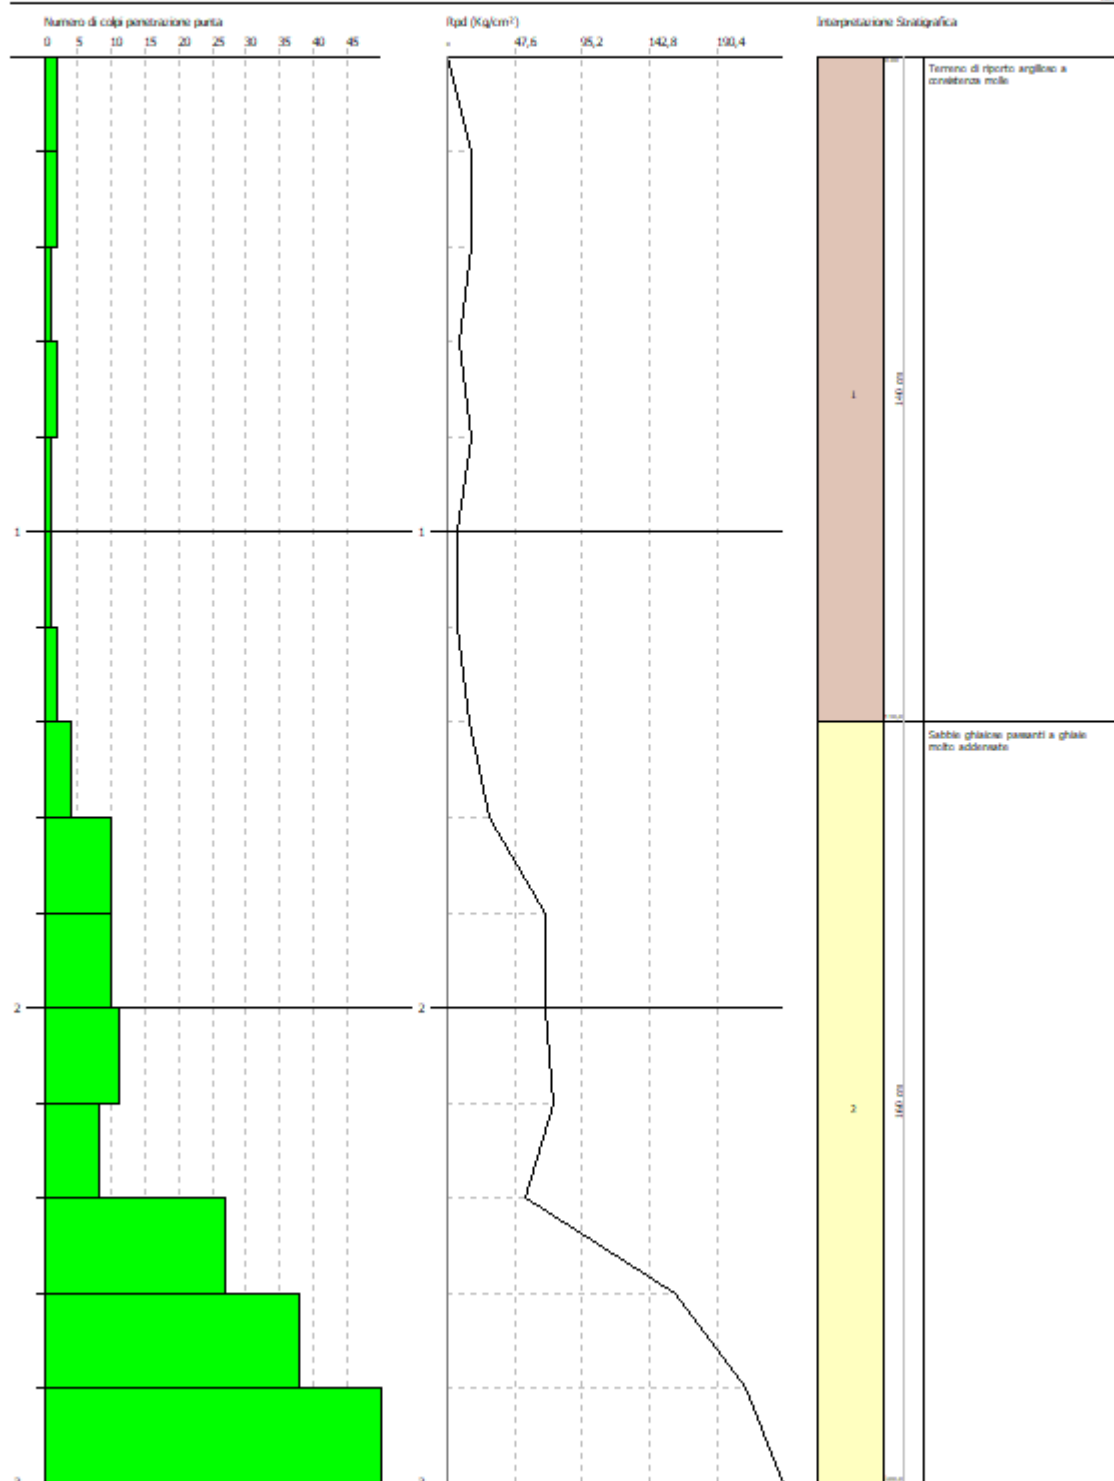 Numero di colpi penetrazione punta
0 5 10 15 20 25 30 35 40 45
Rpd (Kg/cm²)
47,6 95,2 142,8 190,4
Interpretazione Stratigrafica
Terreno di riporto argilloso a
consistenza molle
1
140 cm
1
1
Sabbie ghiaiose passanti a ghiaie
molto addensate
2
2
2
160 cm